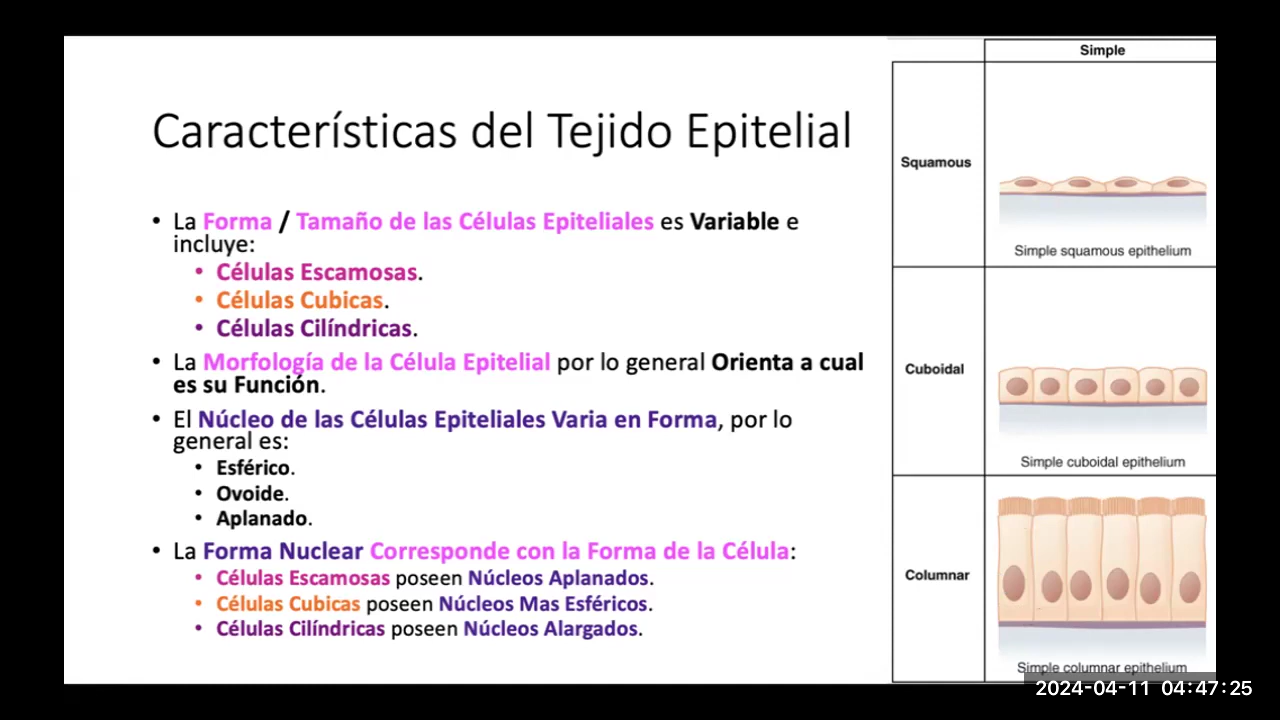 Características del Tejido Epitelial
• La Forma / Tamaño de las Células Epiteliales es Variable e
incluye:
• Células Escamosas.
• Células Cubicas.
• Células Cilíndricas.
• La Morfología de la Célula Epitelial por lo general Orienta a cual
es su Función.
• El Núcleo de las Células Epiteliales Varia en Forma, por lo
general es:
• Esférico.
• Ovoide.
• Aplanado.
• La Forma Nuclear Corresponde con la Forma de la Célula:
• Células Escamosas poseen Núcleos Aplanados.
• Células Cubicas poseen Núcleos Mas Esféricos.
• Células Cilíndricas poseen Núcleos Alargados.
Simple
Squamous
Simple squamous epithelium
Cuboidal
Simple cuboidal epithelium
Columnar
Simple columnar epithelium
2024-04-11 04:47:25